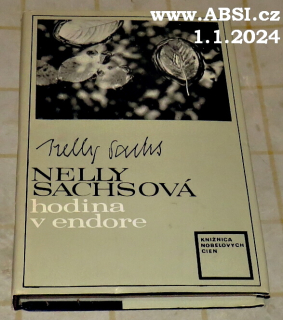 www.ABSI.cz
1.1.2024
Nelly Sachs
NELLY
SACHSOVÁ
hodina
v endore
KNIŽNICA
NOBELOVÝCH
CIEN